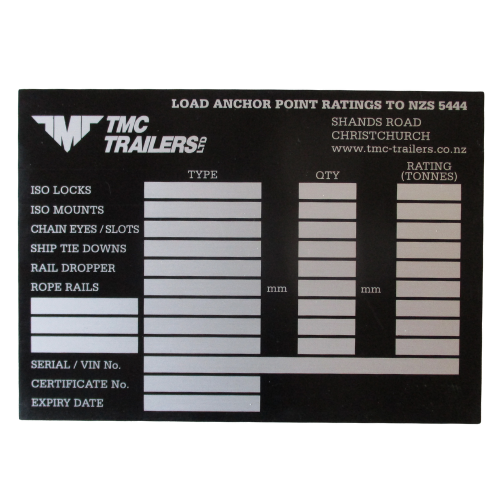 LOAD ANCHOR POINT RATINGS TO NZS 5444
TMC
TRAILERS LTD
SHANDS ROAD
CHRISTCHURCH
www.tmc-trailers.co.nz
TYPE QTY RATING
(TONNES)
ISO LOCKS
ISO MOUNTS
CHAIN EYES / SLOTS
SHIP TIE DOWNS
RAIL DROPPER
ROPE RAILS mm mm
SERIAL / VIN No.
CERTIFICATE No.
EXPIRY DATE